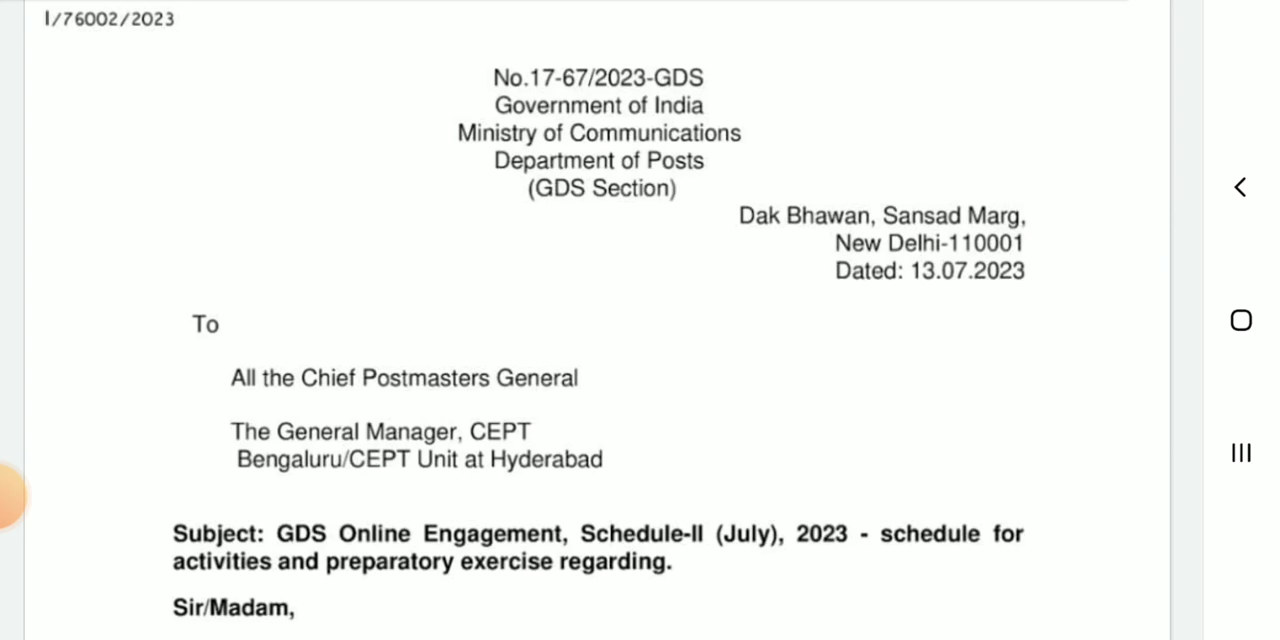 I/76002/2023
No.17-67/2023-GDS
Government of India
Ministry of Communications
Department of Posts
(GDS Section)
Dak Bhawan, Sansad Marg,
New Delhi-110001
Dated: 13.07.2023
To
All the Chief Postmasters General
The General Manager, CEPT
Bengaluru/CEPT Unit at Hyderabad
Subject: GDS Online Engagement, Schedule-II (July), 2023 - schedule for
activities and preparatory exercise regarding.
Sir/Madam,